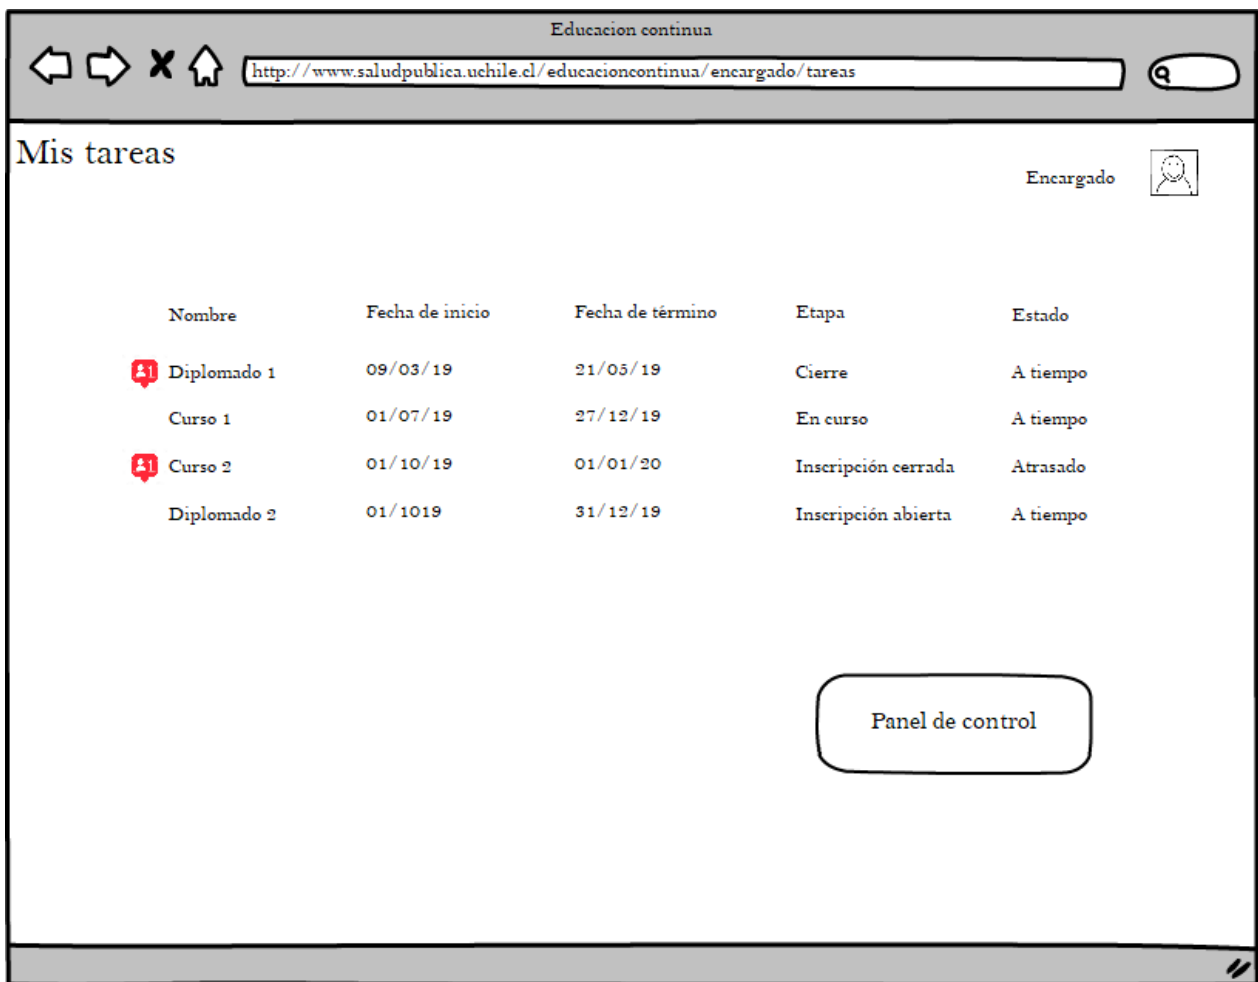 Educacion continua
http://www.saludpublica.uchile.cl/educacioncontinua/encargado/tareas
Mis tareas
Encargado
Nombre Fecha de inicio Fecha de término Etapa Estado
1 Diplomado 1 09/03/19 21/05/19 Cierre A tiempo
Curso 1 01/07/19 27/12/19 En curso A tiempo
1 Curso 2 01/10/19 01/01/20 Inscripción cerrada Atrasado
Diplomado 2 01/1019 31/12/19 Inscripción abierta A tiempo
Panel de control